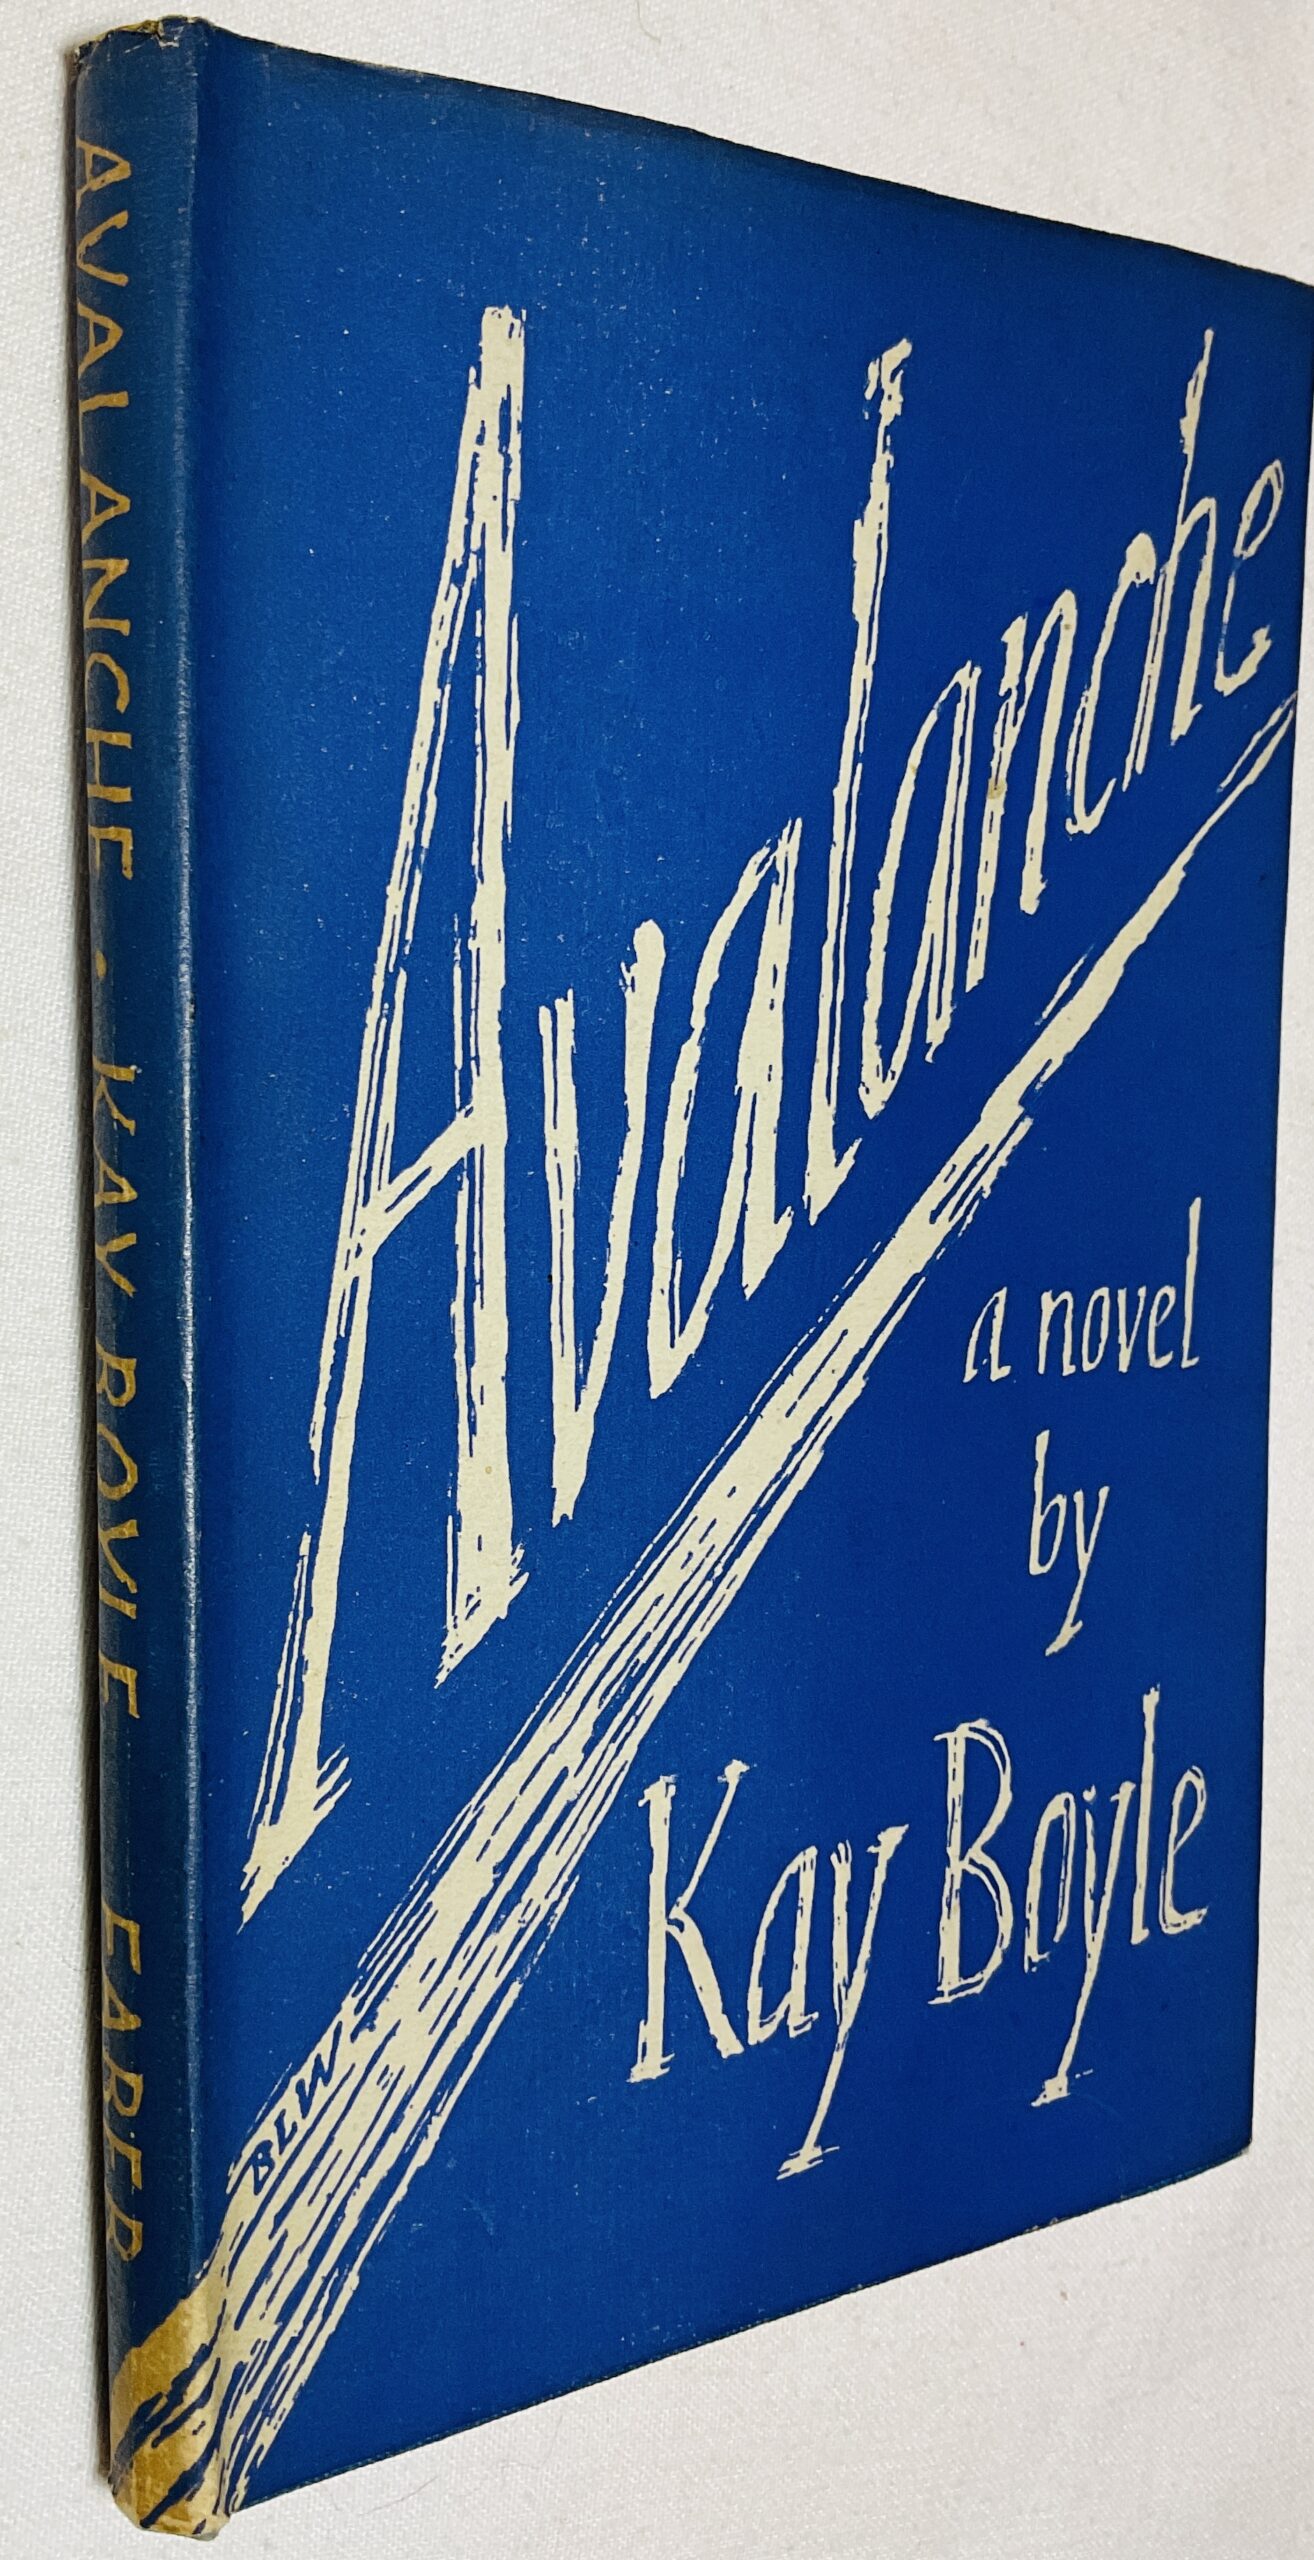 AVALANCHE · KAY BOYLE FABER
Avalanche
a novel
by
Kay Boyle
BLW